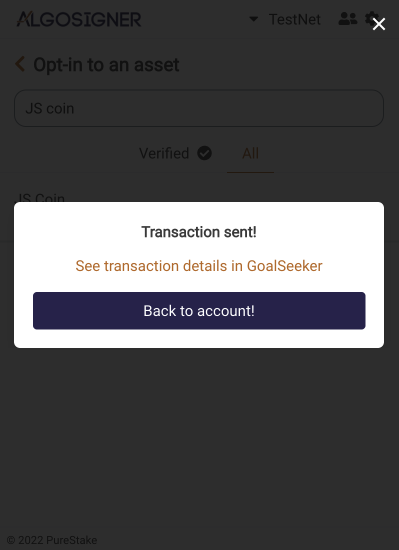 ALGOSIGNER
TestNet
Opt-in to an asset
JS coin
Verified
All
JS Coin
Transaction sent!
See transaction details in GoalSeeker
Back to account!
© 2022 PureStake